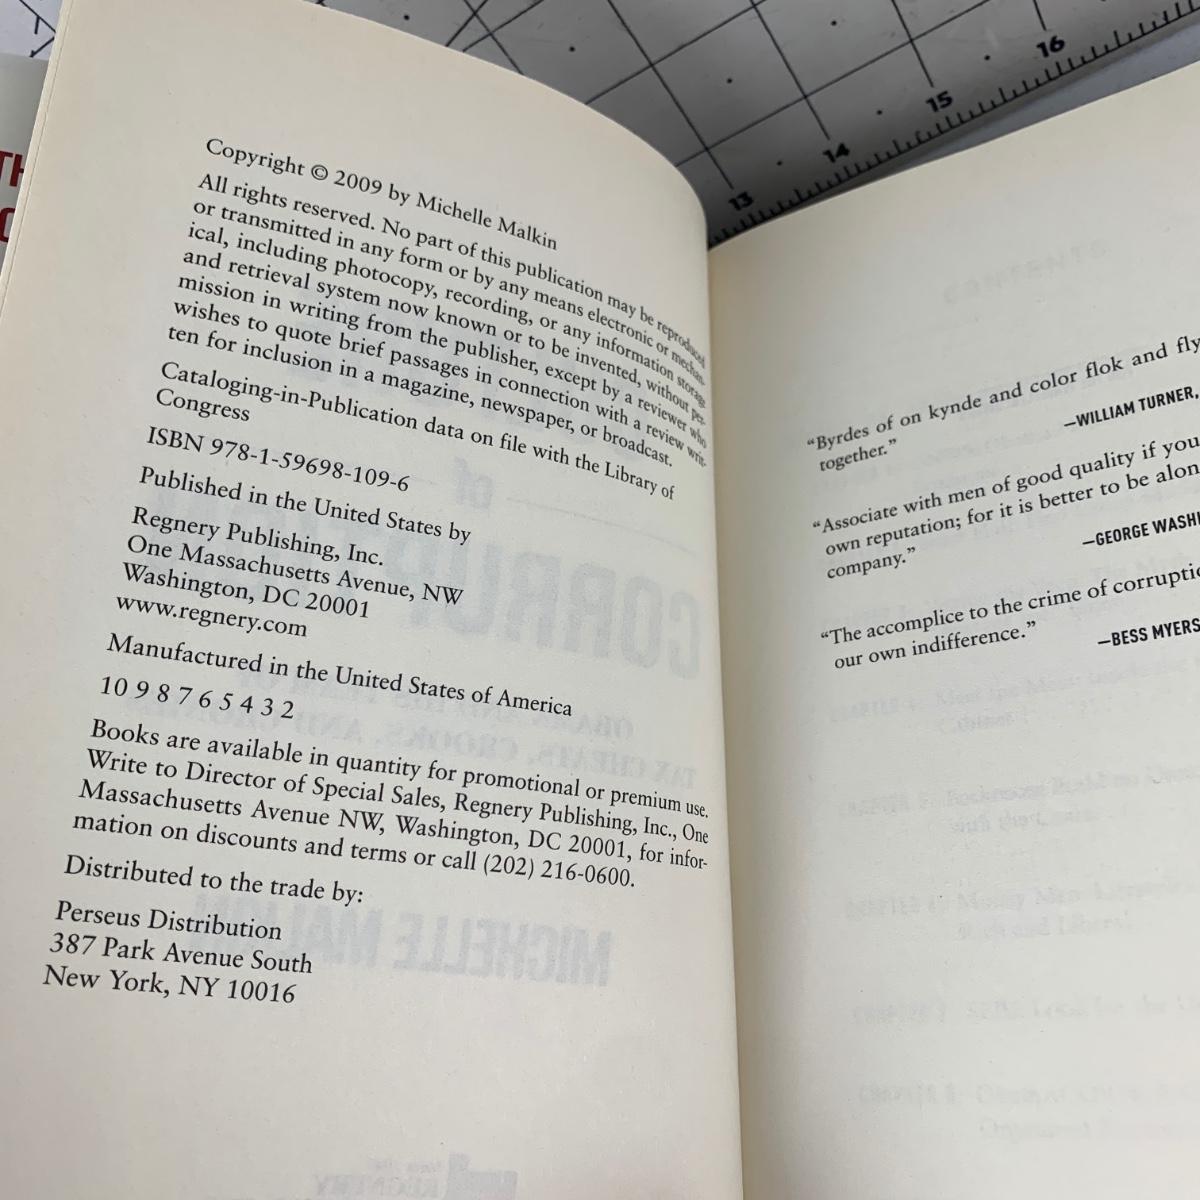 TH
Copyright © 2009 by Michelle Malkin
All rights reserved. No part of this publication may be reproduced
or transmitted in any form or by any means electronic or mechan-
ical, including photocopy, recording, or any information storage
and retrieval system now known or to be invented, without per-
mission in writing from the publisher, except by a reviewer who
wishes to quote brief passages in connection with a review writ-
ten for inclusion in a magazine, newspaper, or broadcast.
Cataloging-in-Publication data on file with the Library of
Congress
ISBN 978-1-59698-109-6
Published in the United States by
Regnery Publishing, Inc.
One Massachusetts Avenue, NW
Washington, DC 20001
www.regnery.com
Manufactured in the United States of America
10 9 8 7 6 5 4 3 2
Books are available in quantity for promotional or premium use.
Write to Director of Special Sales, Regnery Publishing, Inc., One
Massachusetts Avenue NW, Washington, DC 20001, for infor-
mation on discounts and terms or call (202) 216-0600.
Distributed to the trade by:
Perseus Distribution
387 Park Avenue South
New York, NY 10016
13
14
15
16
“Byrdes of on kynde and color flok and fly
together.”
—WILLIAM TURNER,
“Associate with men of good quality if you
own reputation; for it is better to be alon
company.”
—GEORGE WASHI
“The accomplice to the crime of corruptio
our own indifference.”
—BESS MYERS